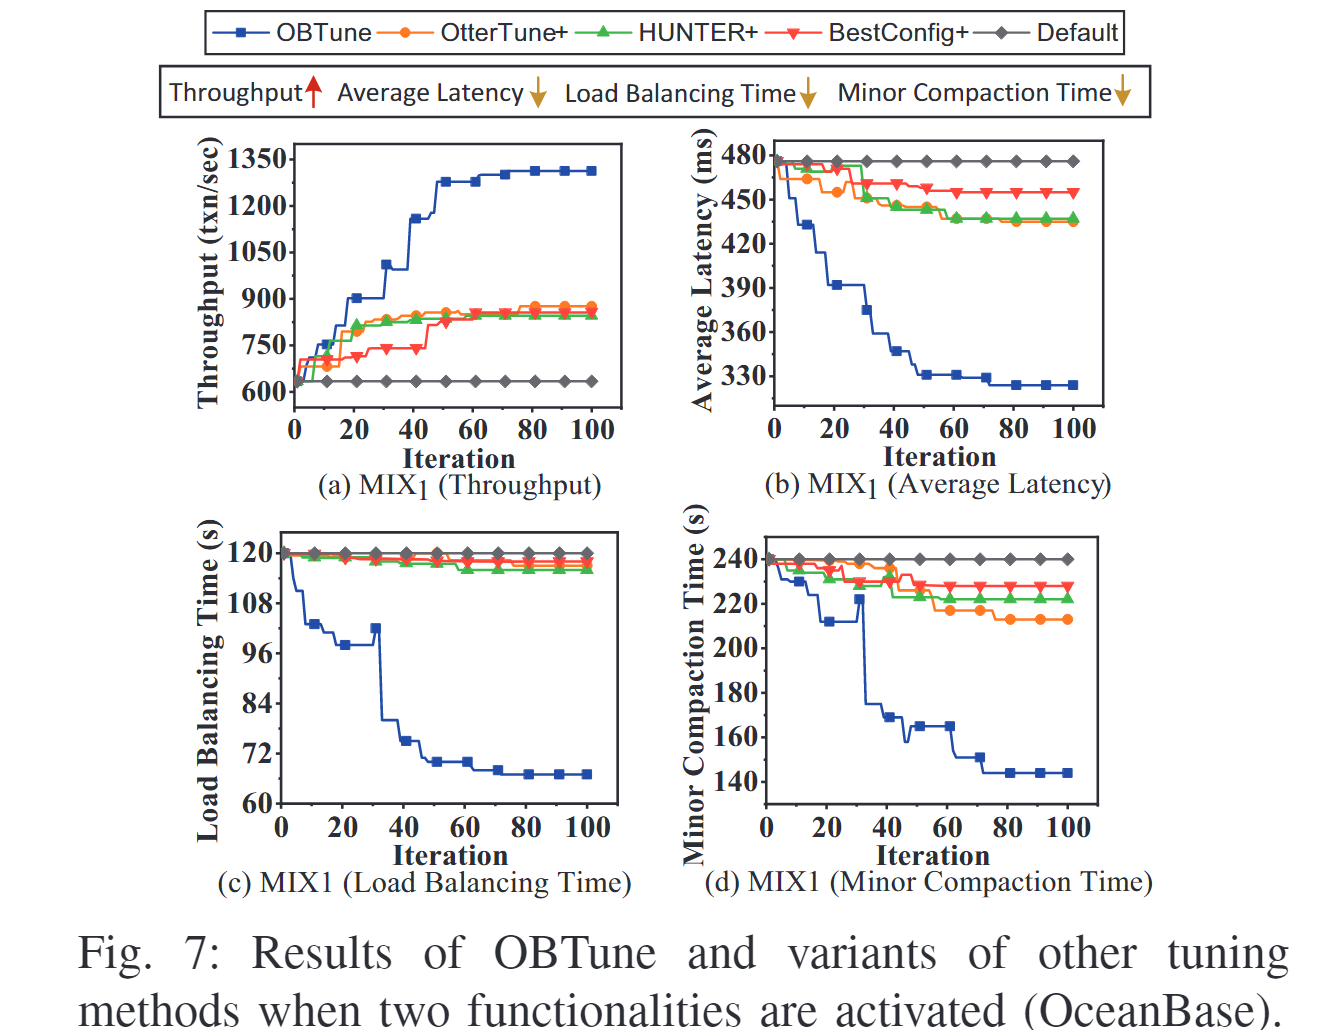 OBTune OtterTune+ HUNTER+ BestConfig+ Default
Throughput Average Latency Load Balancing Time Minor Compaction Time
Throughput (txn/sec)
1350
1200
1050
900
750
600
0 20 40 60 80 100
Iteration
(a) MIX1 (Throughput)
Average Latency (ms)
480
450
420
390
360
330
0 20 40 60 80 100
Iteration
(b) MIX1 (Average Latency)
Load Balancing Time (s)
120
108
96
84
72
60
0 20 40 60 80 100
Iteration
(c) MIX1 (Load Balancing Time)
Minor Compaction Time (s)
240
220
200
180
160
140
0 20 40 60 80 100
Iteration
(d) MIX1 (Minor Compaction Time)
Fig. 7: Results of OBTune and variants of other tuning
methods when two functionalities are activated (OceanBase).